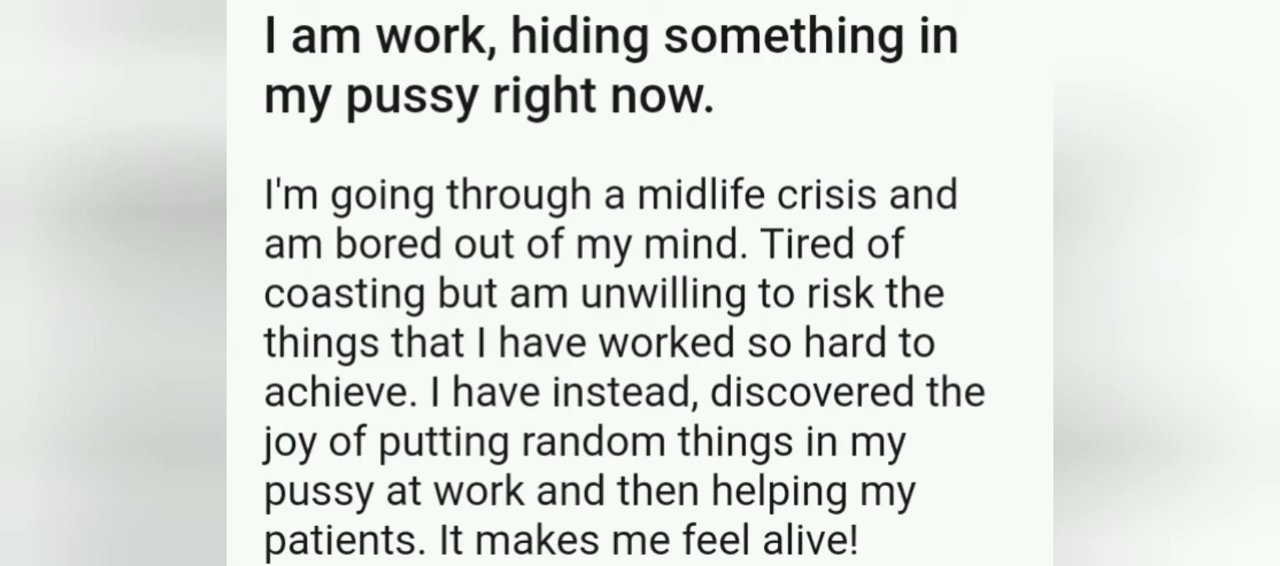 I am work, hiding something in
my pussy right now.
I'm going through a midlife crisis and
am bored out of my mind. Tired of
coasting but am unwilling to risk the
things that I have worked so hard to
achieve. I have instead, discovered the
joy of putting random things in my
pussy at work and then helping my
patients. It makes me feel alive!